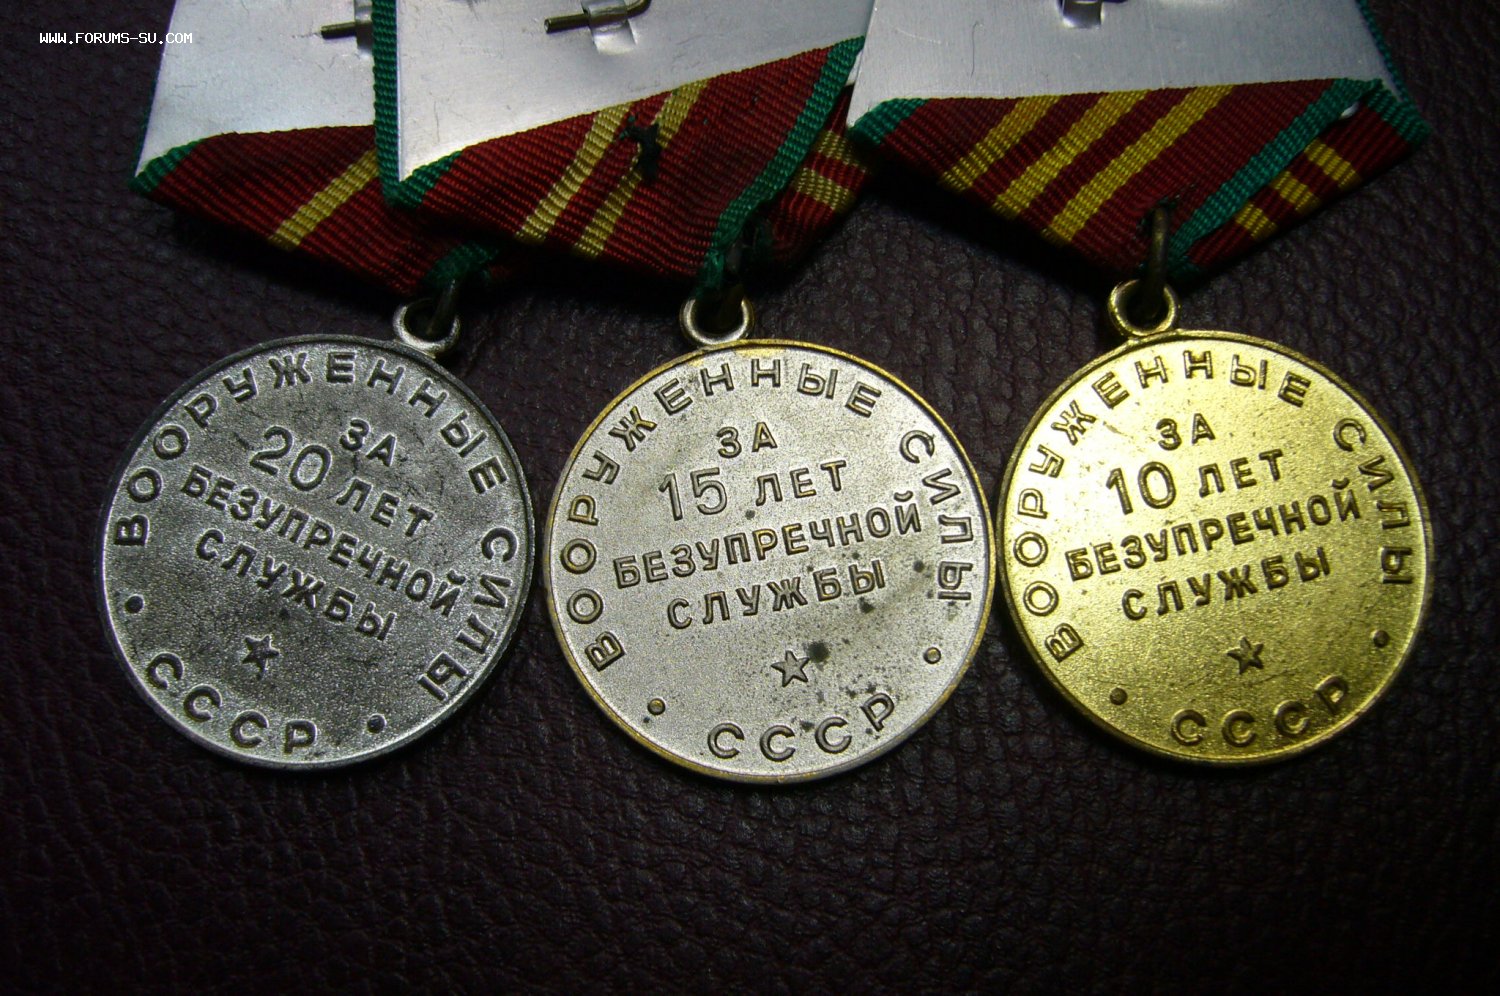 WWW.FORUMS-SU.COM
ВООРУЖЕННЫЕ СИЛЫ
ЗА
20 ЛЕТ
БЕЗУПРЕЧНОЙ
СЛУЖБЫ
СССР
ВООРУЖЕННЫЕ СИЛЫ
ЗА
15 ЛЕТ
БЕЗУПРЕЧНОЙ
СЛУЖБЫ
СССР
ВООРУЖЕННЫЕ СИЛЫ
ЗА
10 ЛЕТ
БЕЗУПРЕЧНОЙ
СЛУЖБЫ
СССР